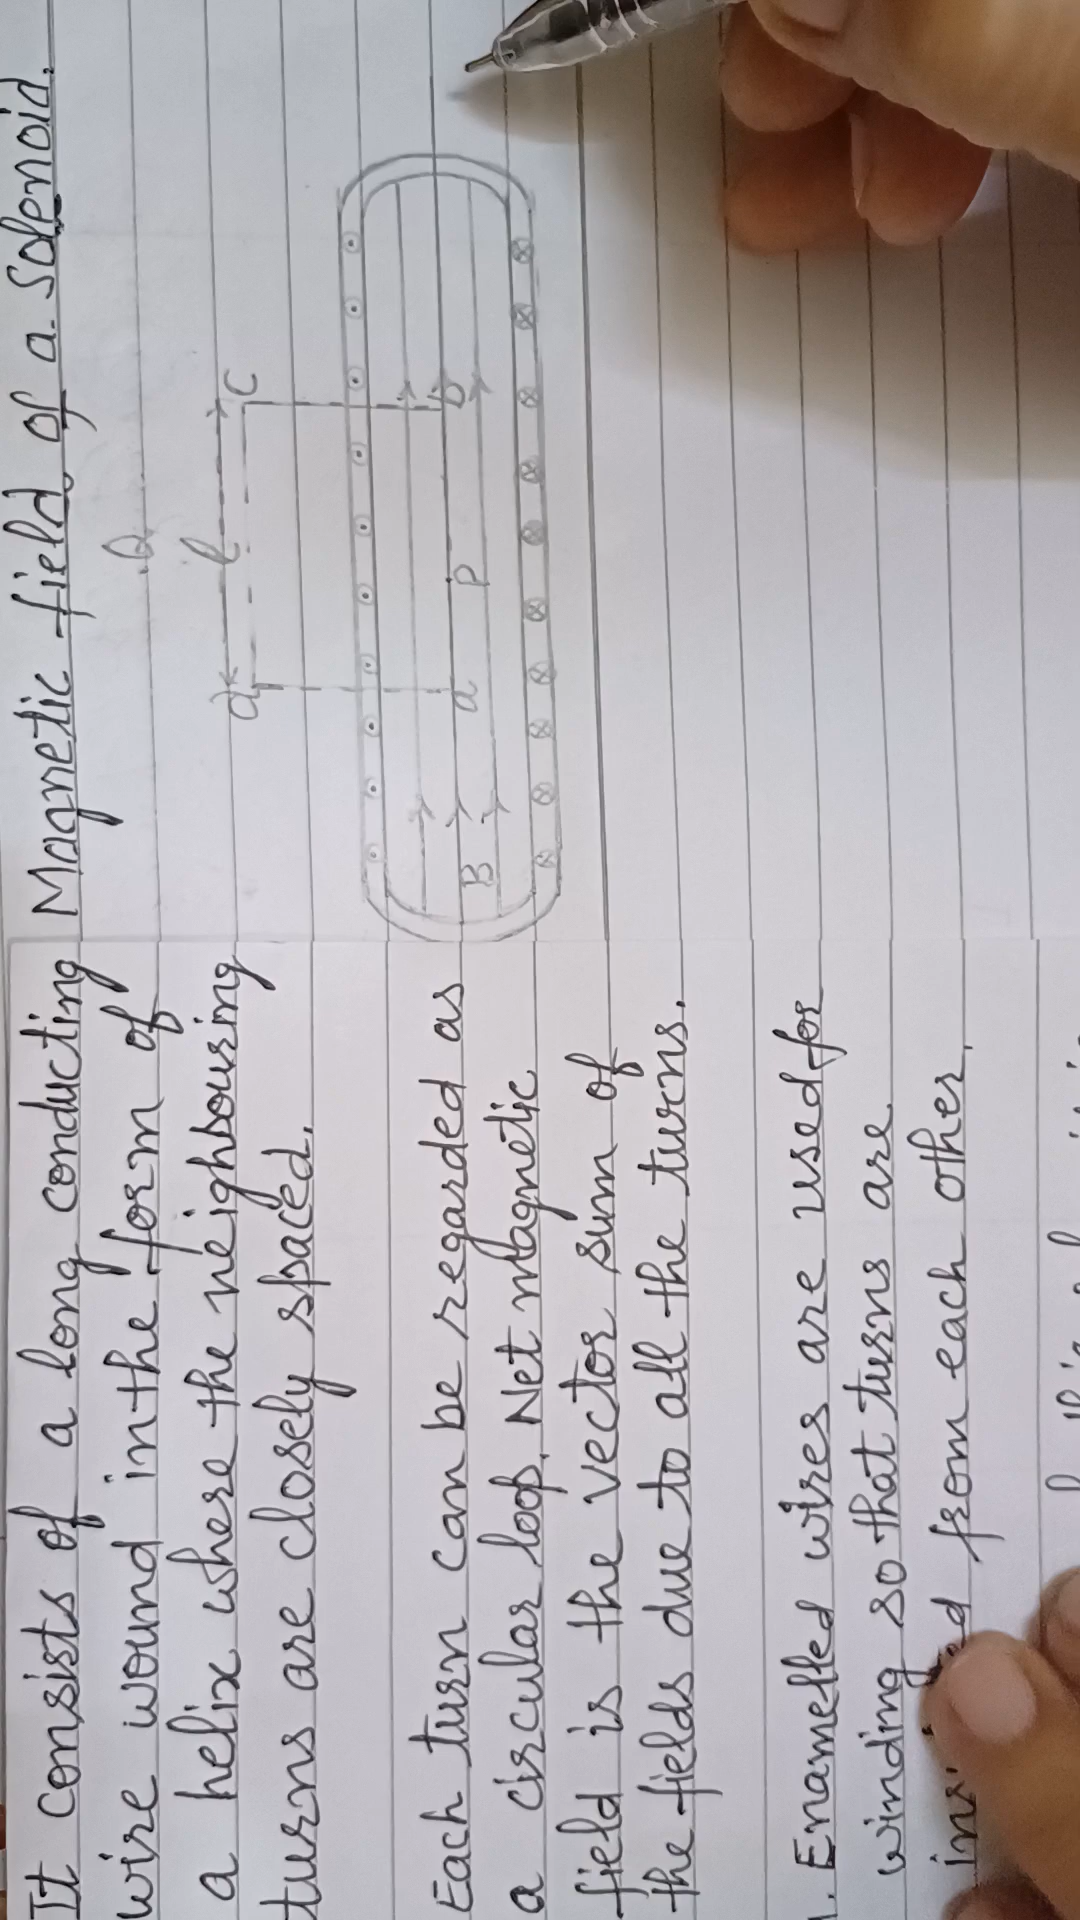 It consists of a long conducting
wire wound in the form of
a helix where the neighbouring
turns are closely spaced.
Each turn can be regarded as
a circular loop. Net magnetic
field is the vector sum of
the fields due to all the turns.
Enamelled wires are used for
winding so that turns are
from each other.
Magnetic field of a solenoid.
Q
l
d c
a P b
B